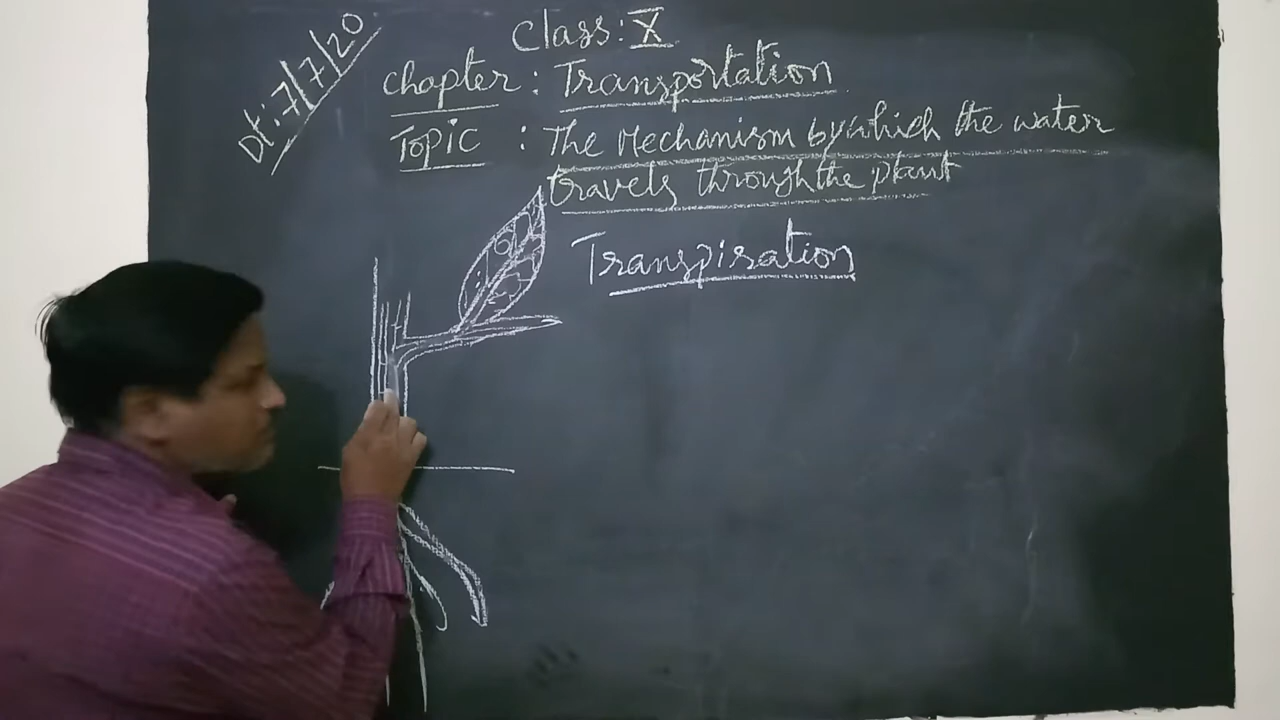 Dt:7/7/20
Class: X
Chapter : Transportation
Topic : The Mechanism by which the water
travels through the plant
Transpiration